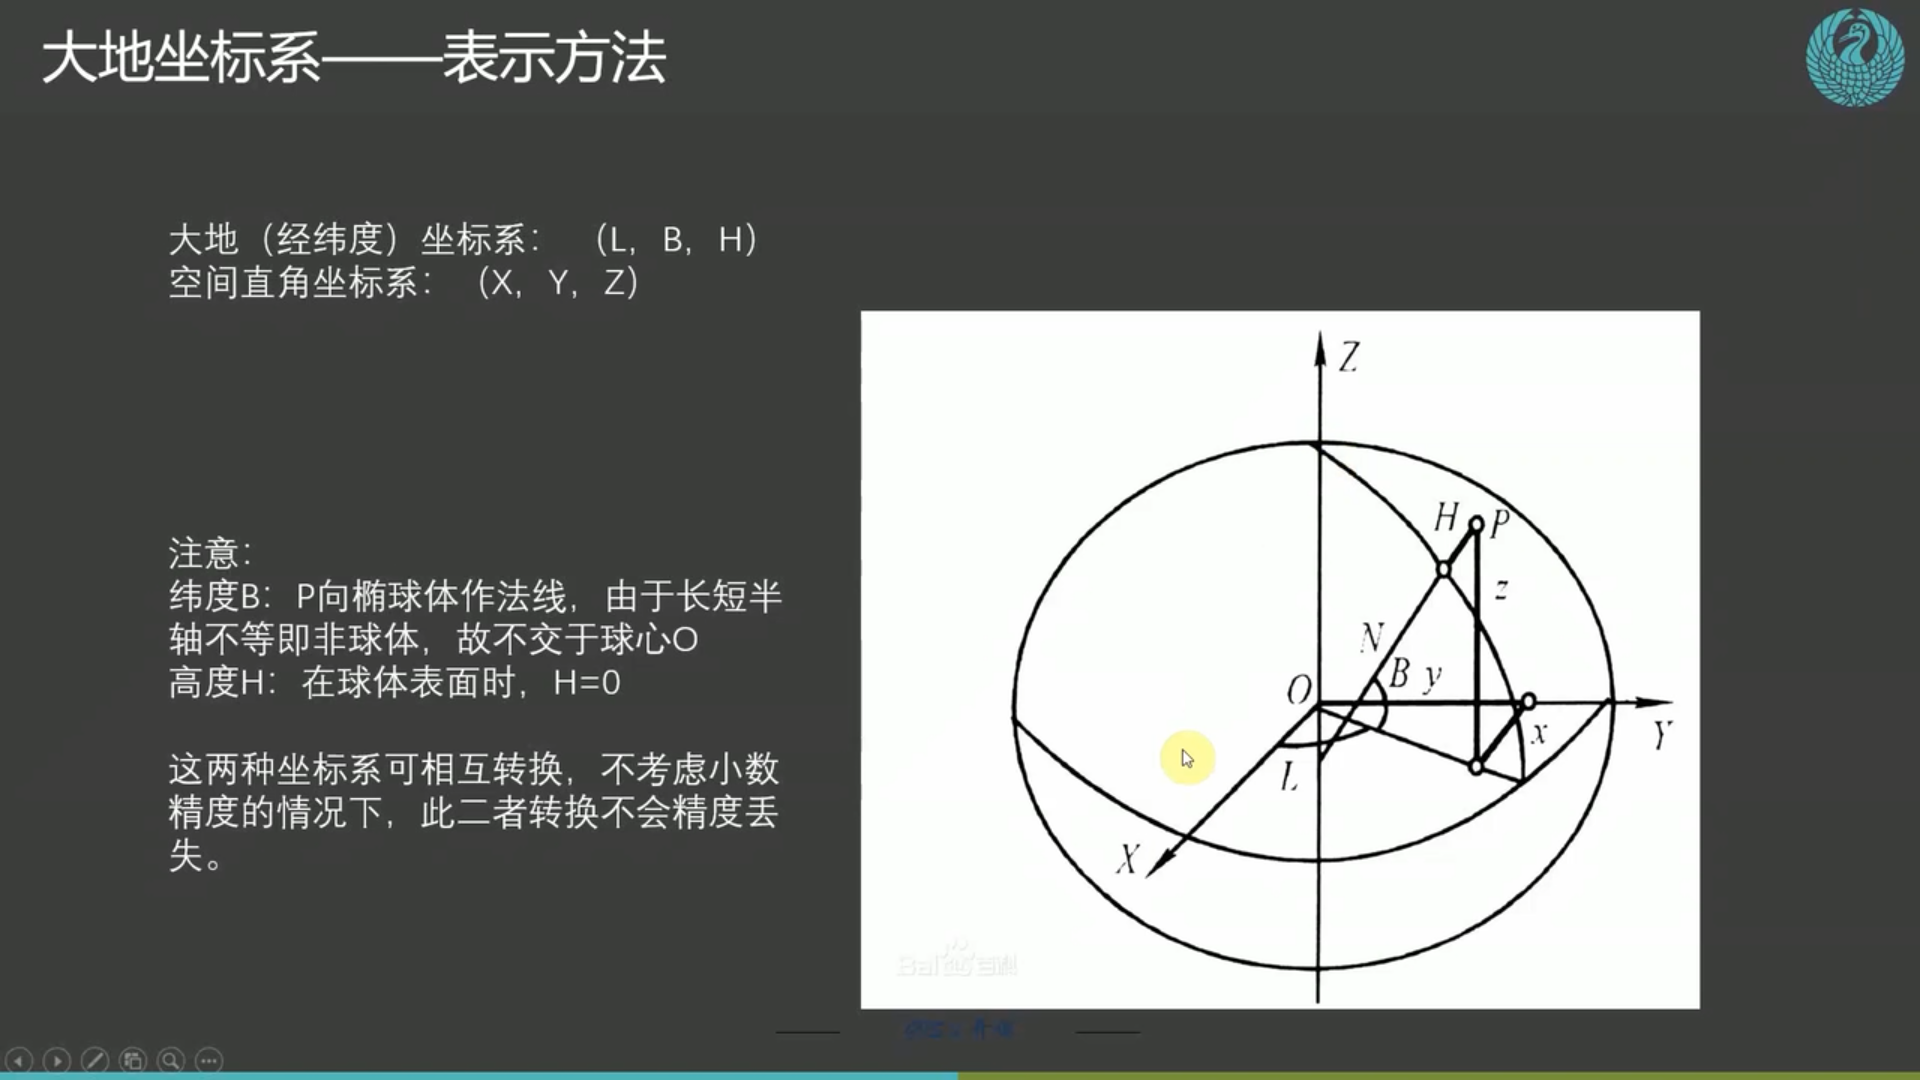 大地坐标系——表示方法
大地（经纬度）坐标系： （L，B，H）
空间直角坐标系：（X，Y，Z）
注意：
纬度B：P向椭球体作法线，由于长短半
轴不等即非球体，故不交于球心O
高度H：在球体表面时，H=0
这两种坐标系可相互转换，不考虑小数
精度的情况下，此二者转换不会精度丢
失。
Z
H P
z
N
B y
O
x
Y
L
X
Bai 百科